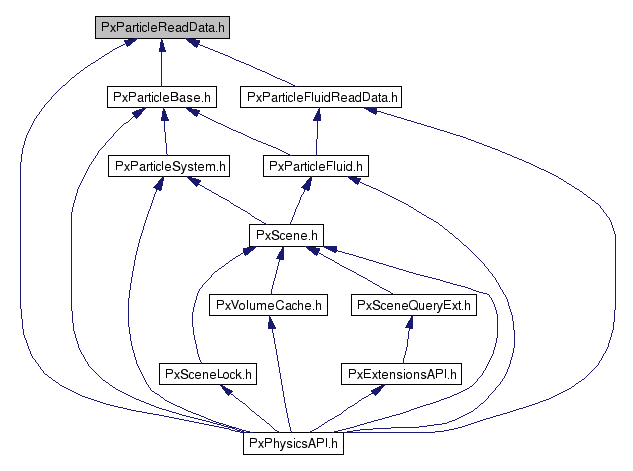 PxParticleReadData.h
PxParticleBase.h
PxParticleFluidReadData.h
PxParticleSystem.h
PxParticleFluid.h
PxScene.h
PxVolumeCache.h
PxSceneQueryExt.h
PxSceneLock.h
PxExtensionsAPI.h
PxPhysicsAPI.h